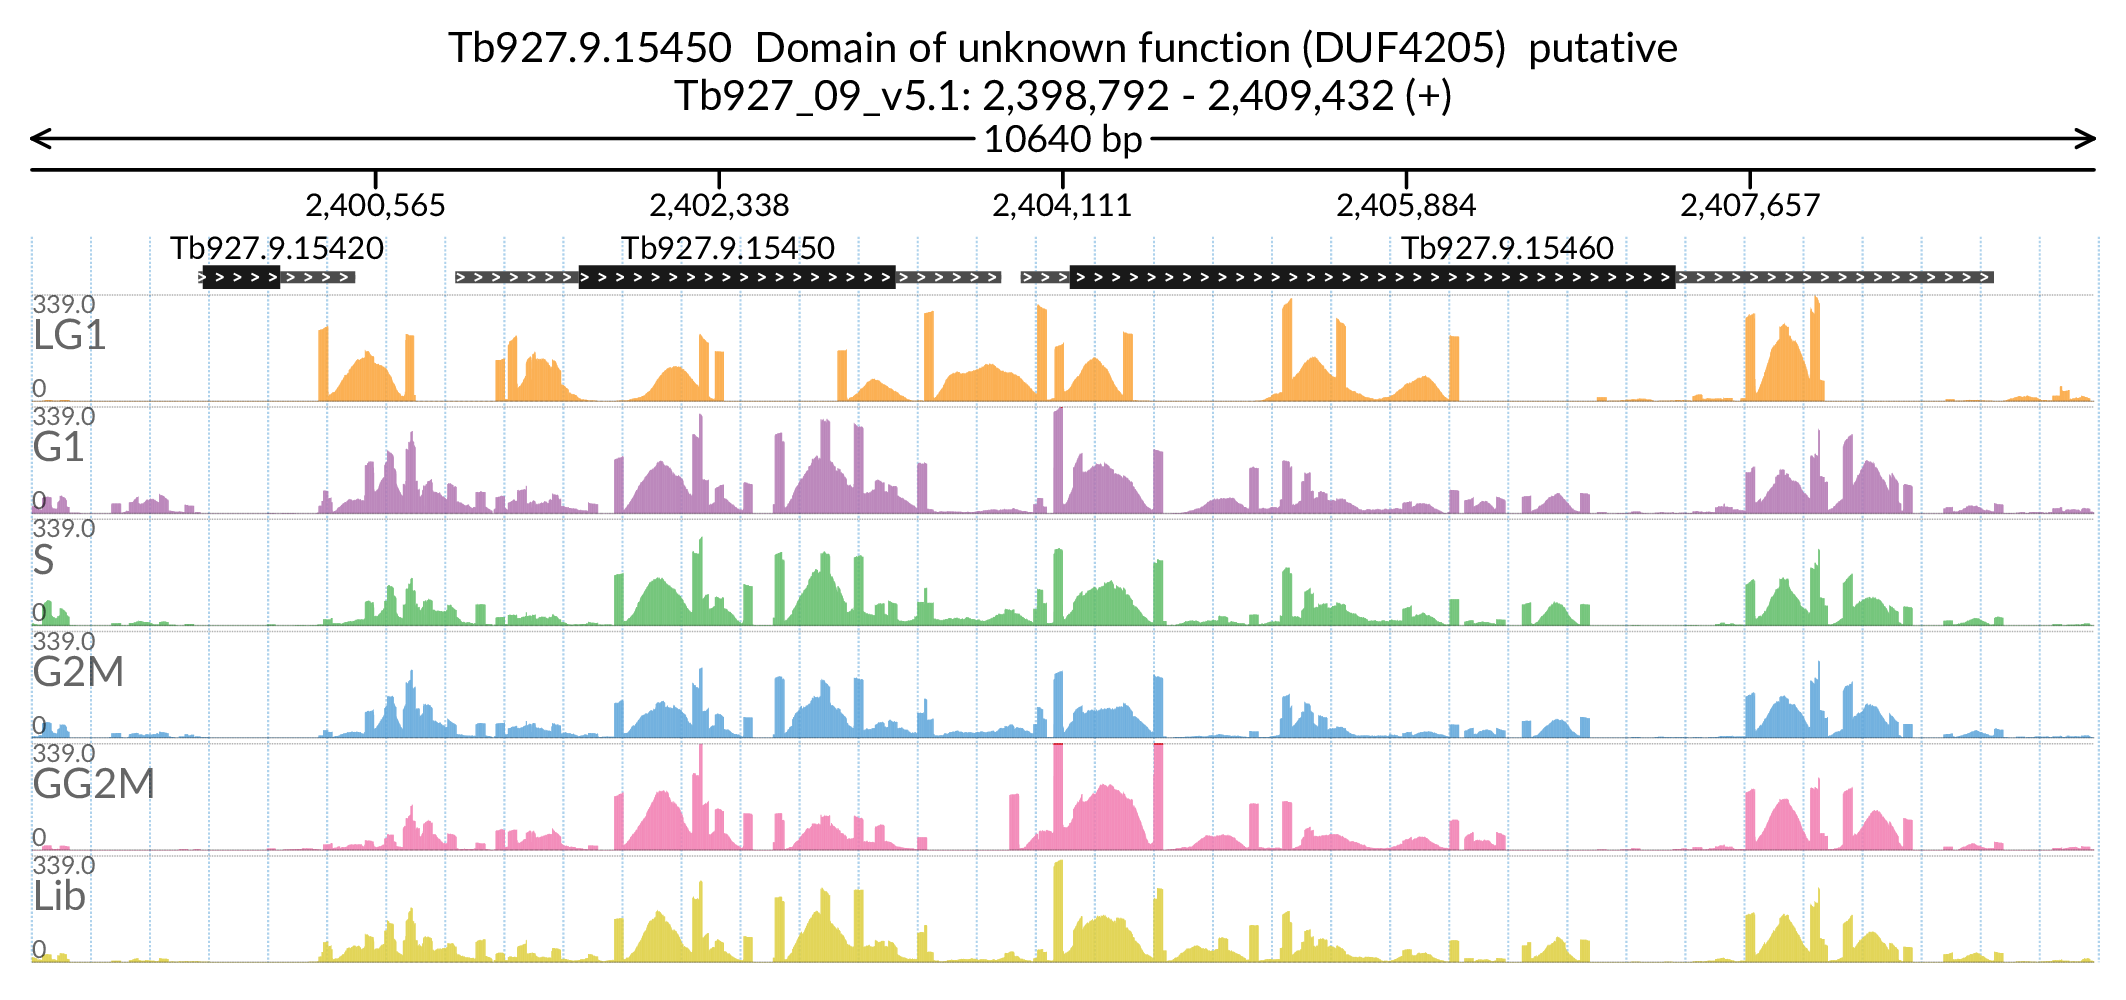 Tb927.9.15450 Domain of unknown function (DUF4205) putative
Tb927_09_v5.1: 2,398,792 - 2,409,432 (+)
10640 bp
2,400,565 2,402,338 2,404,111 2,405,884 2,407,657
Tb927.9.15420 Tb927.9.15450 Tb927.9.15460
339.0
LG1
0
339.0
G1
0
339.0
S
0
339.0
G2M
0
339.0
GG2M
0
339.0
Lib
0